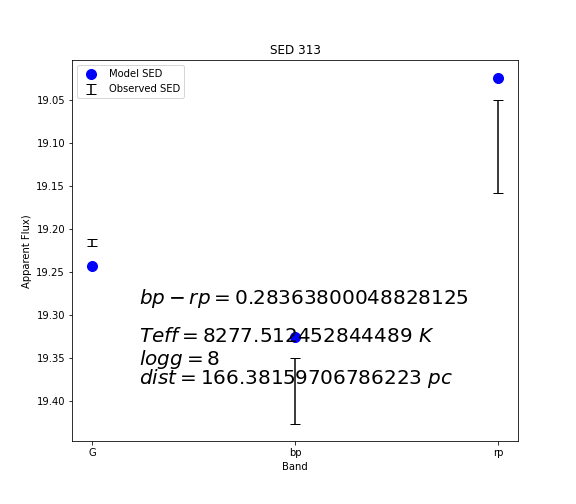 SED 313
Model SED
Observed SED
Apparent Flux)
19.05
19.10
19.15
19.20
19.25
19.30
19.35
19.40
bp − rp = 0.28363800048828125
Teff = 8277.512452844489 K
logg = 8
dist = 166.38159706786223 pc
G
bp
rp
Band